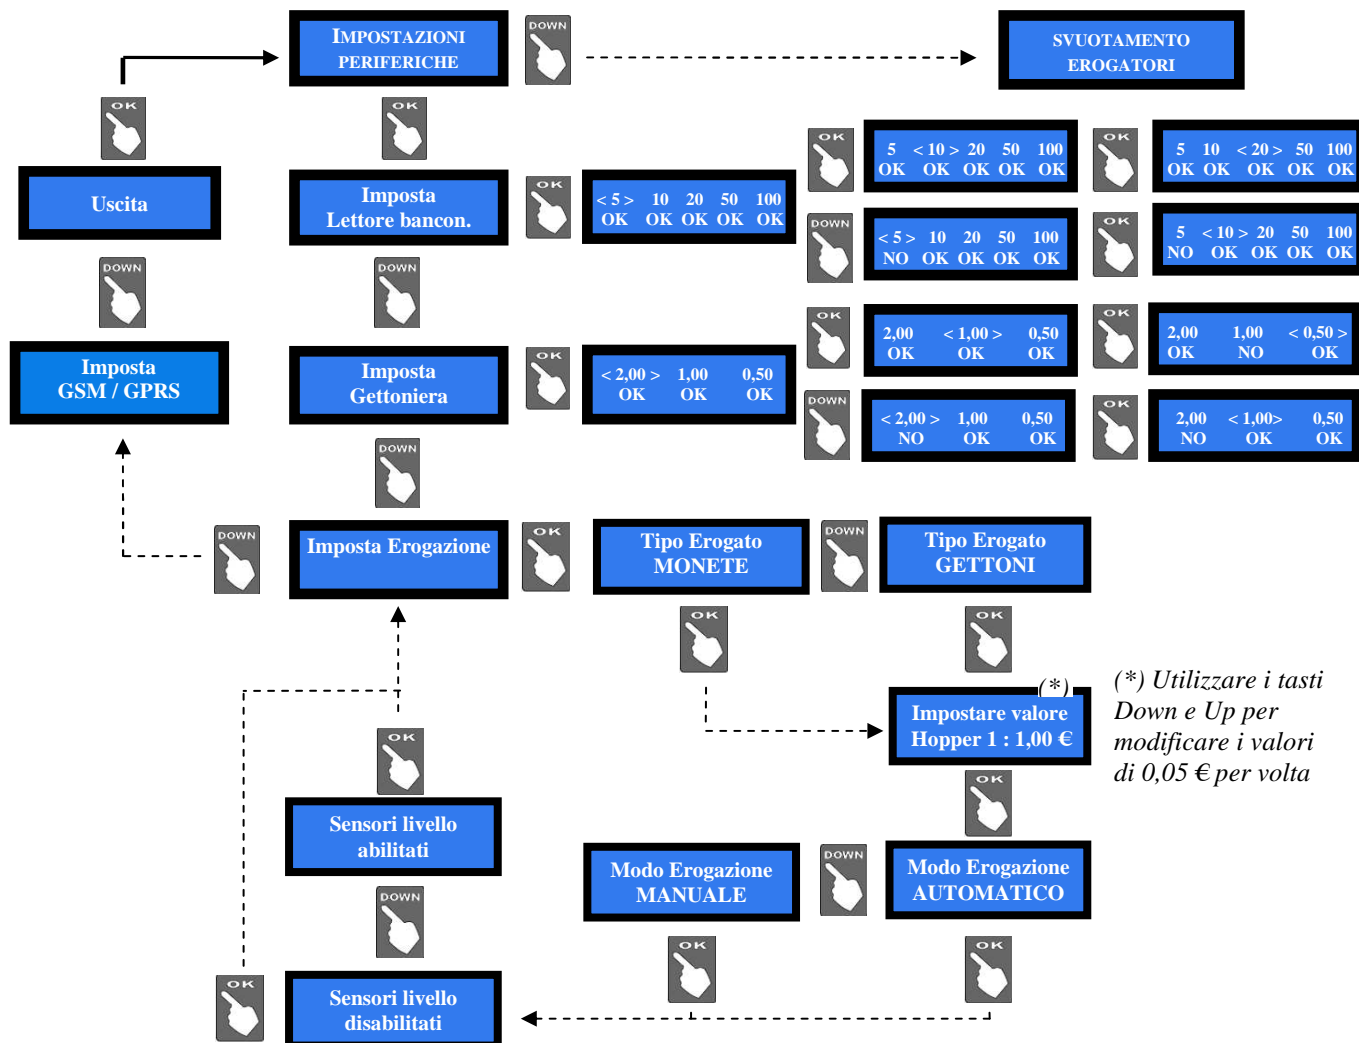 IMPOSTAZIONI
PERIFERICHE
DOWN
SVUOTAMENTO
EROGATORI
OK
OK
Uscita
Imposta
Lettore bancon.
OK
< 5 > 10 20 50 100
OK OK OK OK OK
OK
5 < 10 > 20 50 100
OK OK OK OK OK
OK
5 10 < 20 > 50 100
OK OK OK OK OK
DOWN
< 5 > 10 20 50 100
NO OK OK OK OK
OK
5 < 10 > 20 50 100
NO OK OK OK OK
DOWN
DOWN
Imposta
GSM / GPRS
Imposta
Gettoniera
OK
< 2,00 > 1,00 0,50
OK OK OK
OK
2,00 < 1,00 > 0,50
OK OK OK
OK
2,00 1,00 < 0,50 >
OK NO OK
DOWN
< 2,00 > 1,00 0,50
NO OK OK
OK
2,00 < 1,00> 0,50
NO OK OK
DOWN
DOWN
Imposta Erogazione
OK
Tipo Erogato
MONETE
DOWN
Tipo Erogato
GETTONI
OK
OK
(*)
Impostare valore
Hopper 1 : 1,00 €
(*) Utilizzare i tasti
Down e Up per
modificare i valori
di 0,05 € per volta
OK
OK
Sensori livello
abilitati
Modo Erogazione
MANUALE
DOWN
Modo Erogazione
AUTOMATICO
DOWN
OK
OK
OK
Sensori livello
disabilitati